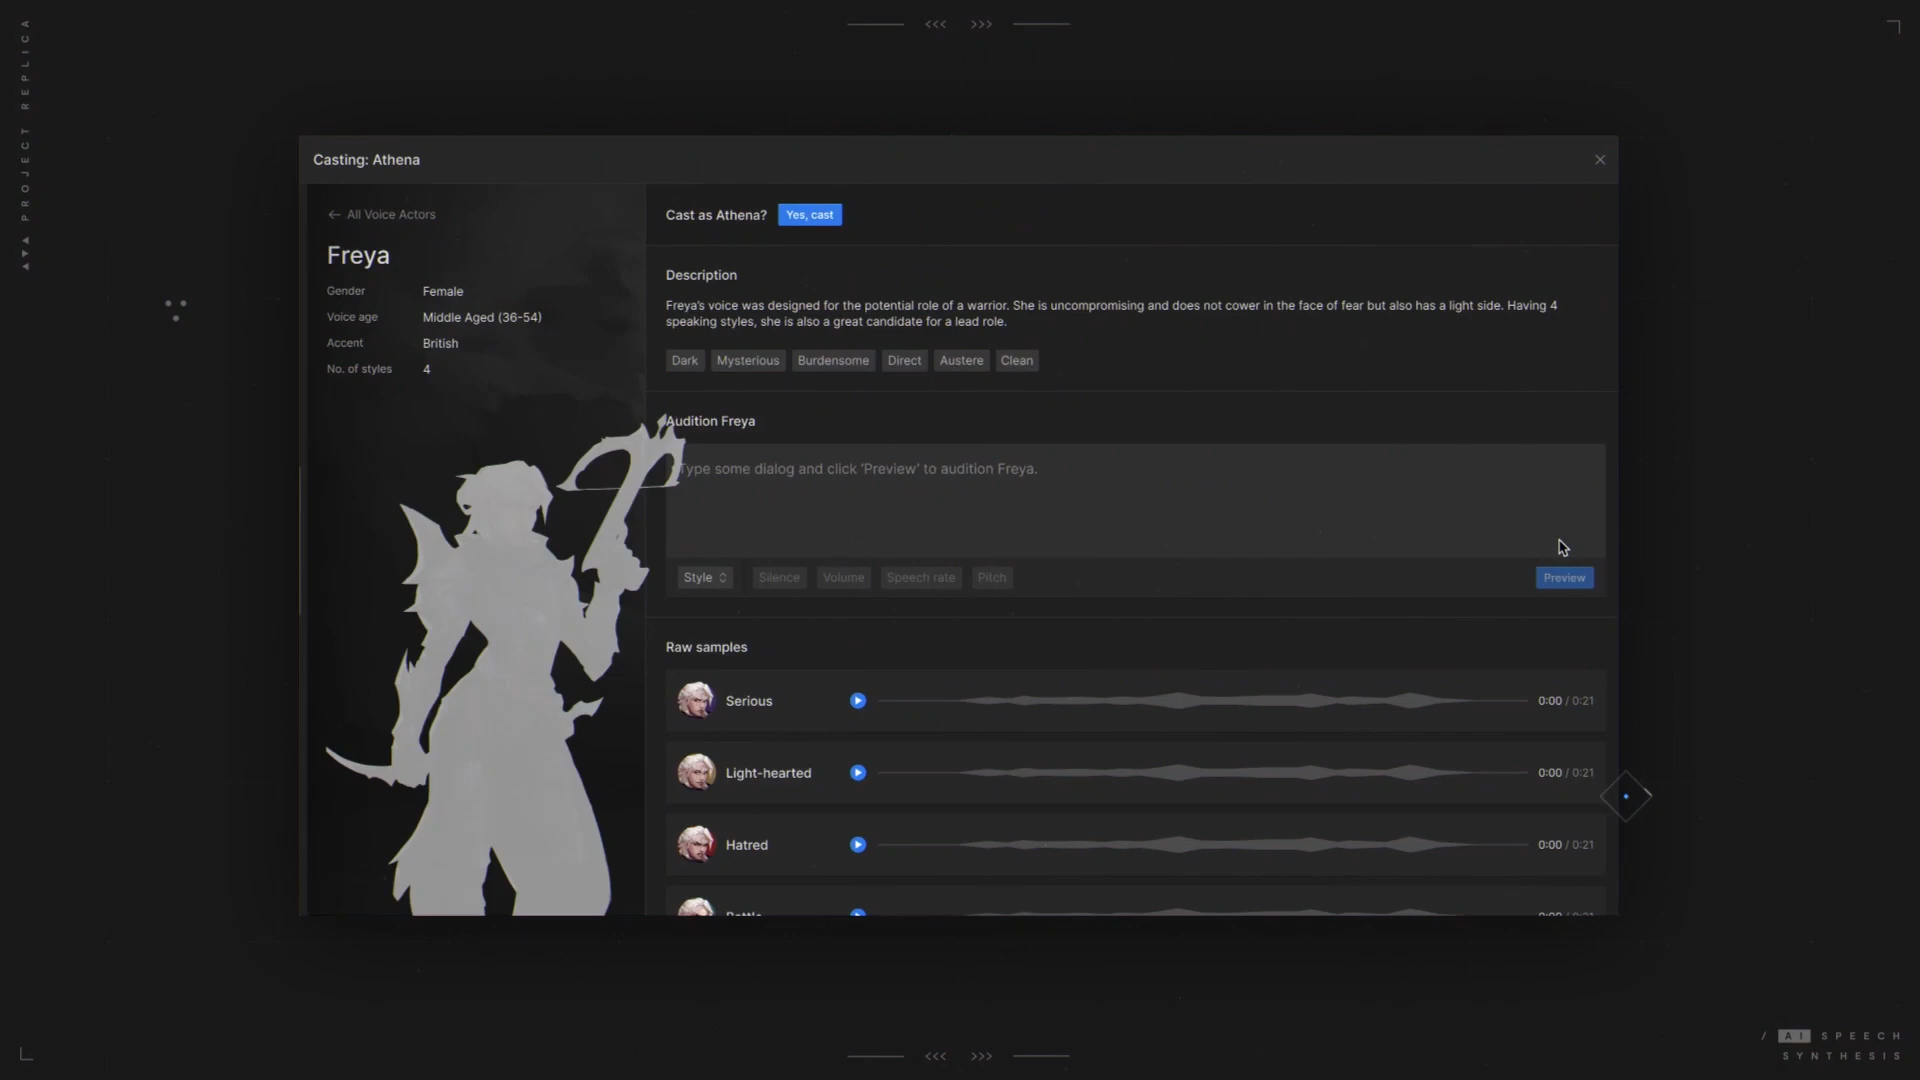 PROJECT REPLICA
Casting: Athena
← All Voice Actors
Freya
Gender Female
Voice age Middle Aged (36-54)
Accent British
No. of styles 4
Cast as Athena? Yes, cast
Description
Freya's voice was designed for the potential role of a warrior. She is uncompromising and does not cower in the face of fear but also has a light side. Having 4
speaking styles, she is also a great candidate for a lead role.
Dark Mysterious Burdensome Direct Austere Clean
Audition Freya
Type some dialog and click ‘Preview’ to audition Freya.
Style Silence Volume Speech rate Pitch Preview
Raw samples
Serious 0:00 / 0:21
Light-hearted 0:00 / 0:21
Hatred 0:00 / 0:21
Battle 0:00 / 0:21
/ AI SPEECH
SYNTHESIS